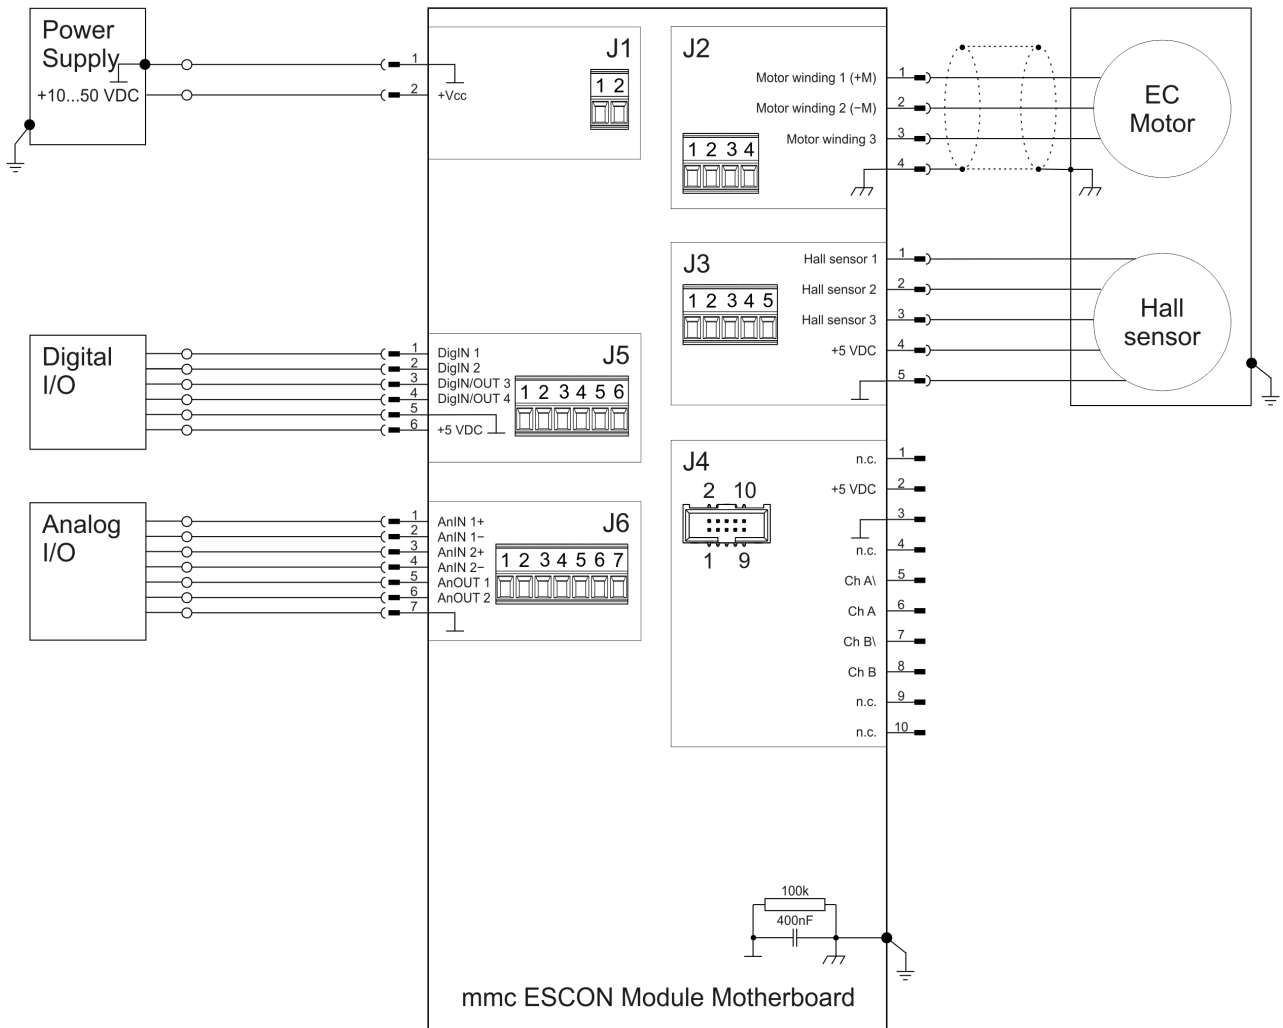 Power
Supply
+10...50 VDC
1
2
+Vcc
J1
1 2
J2
Motor winding 1 (+M)
Motor winding 2 (−M)
Motor winding 3
1
2
3
4
1 2 3 4
EC
Motor
J3
1 2 3 4 5
Hall sensor 1
Hall sensor 2
Hall sensor 3
+5 VDC
1
2
3
4
5
Hall
sensor
Digital
I/O
1
2
3
4
5
6
DigIN 1
DigIN 2
DigIN/OUT 3
DigIN/OUT 4
+5 VDC
J5
1 2 3 4 5 6
Analog
I/O
1
2
3
4
5
6
7
AnIN 1+
AnIN 1−
AnIN 2+
AnIN 2−
AnOUT 1
AnOUT 2
J6
1 2 3 4 5 6 7
J4
2 10
1 9
n.c.
+5 VDC
n.c.
Ch A\
Ch A
Ch B\
Ch B
n.c.
n.c.
1
2
3
4
5
6
7
8
9
10
100k
400nF
mmc ESCON Module Motherboard